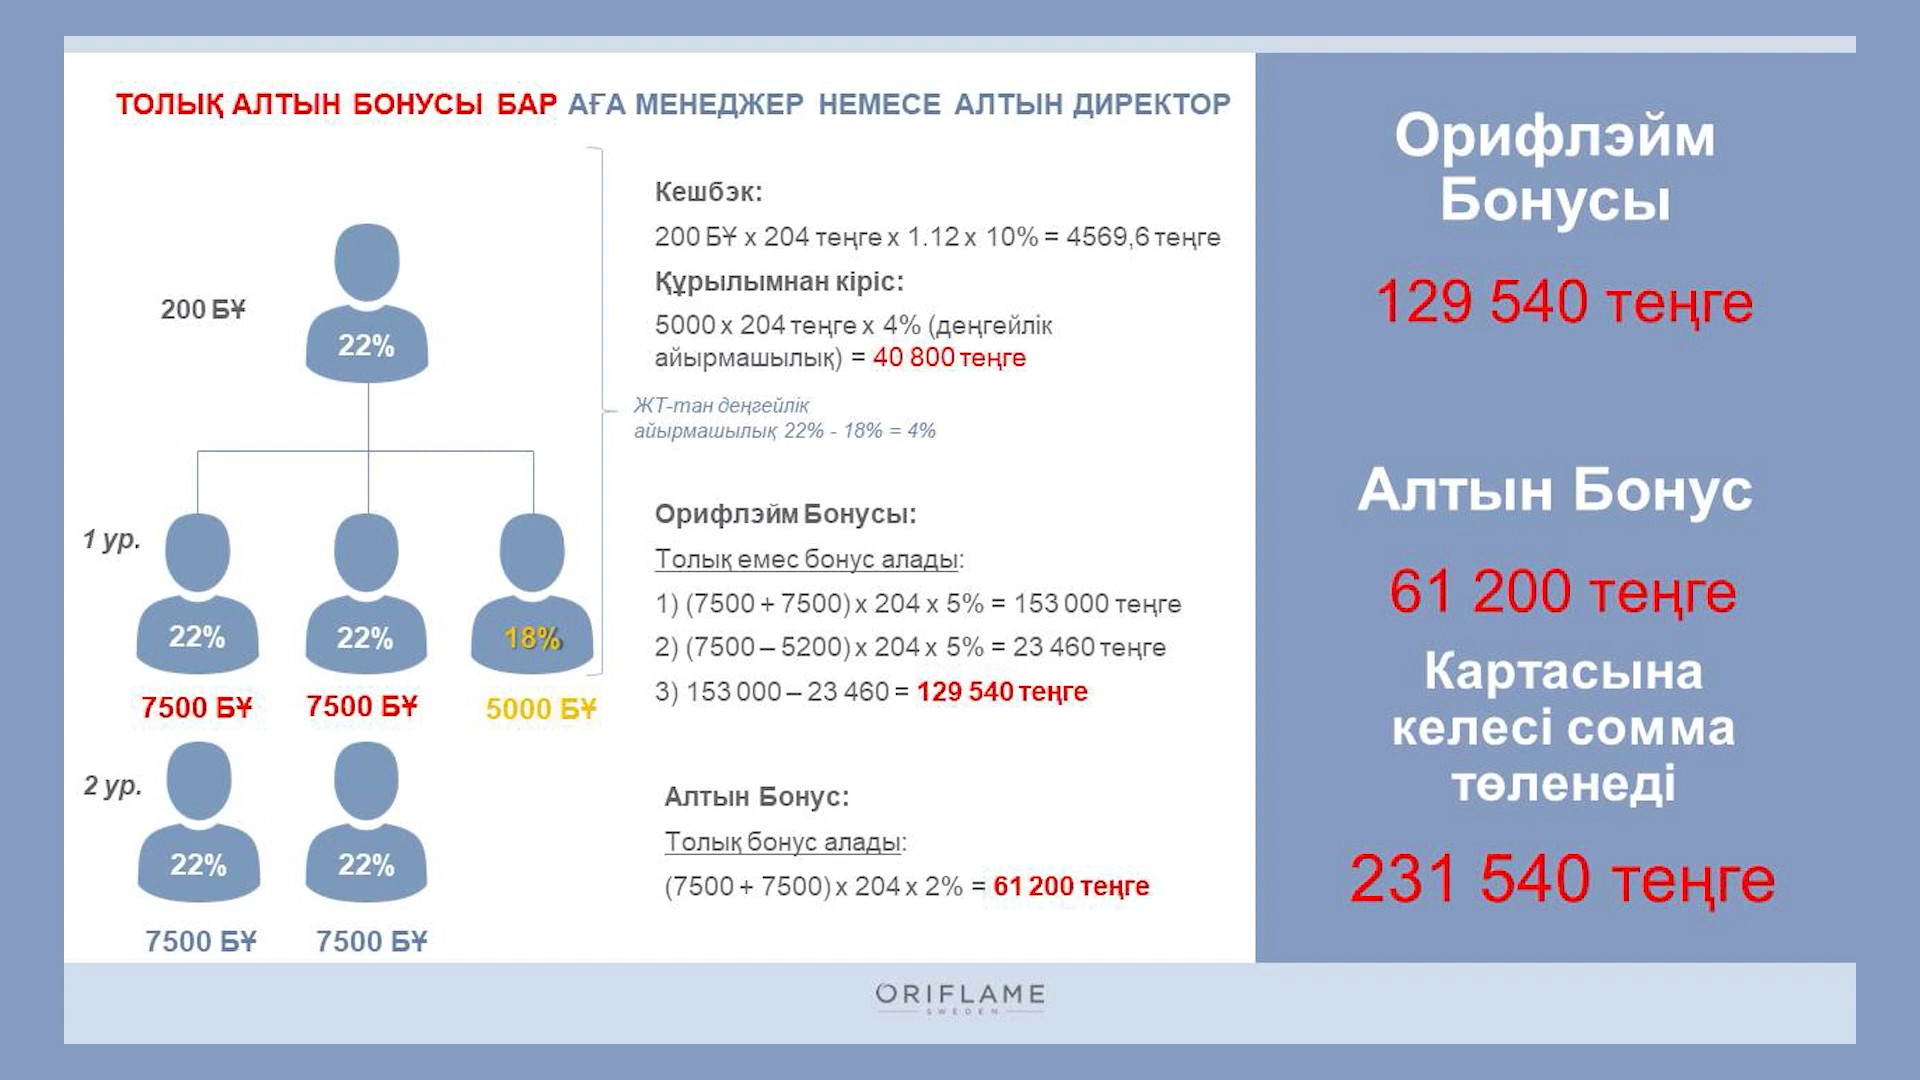 ТОЛЫҚ АЛТЫН БОНУСЫ БАР АҒА МЕНЕДЖЕР НЕМЕСЕ АЛТЫН ДИРЕКТОР
200 БҰ
22%
1 ур.
22%
22%
18%
7500 БҰ
7500 БҰ
5000 БҰ
2 ур.
22%
22%
7500 БҰ
7500 БҰ
Кешбэк:
200 БҰ х 204 теңге х 1.12 х 10% = 4569,6 теңге
Құрылымнан кіріс:
5000 х 204 теңге х 4% (деңгейлік
айырмашылық) = 40 800 теңге
ЖТ-тан деңгейлік
айырмашылық 22% - 18% = 4%
Орифлэйм Бонусы:
Толық емес бонус алады:
1) (7500 + 7500) х 204 х 5% = 153 000 теңге
2) (7500 – 5200) х 204 х 5% = 23 460 теңге
3) 153 000 – 23 460 = 129 540 теңге
Алтын Бонус:
Толық бонус алады:
(7500 + 7500) х 204 х 2% = 61 200 теңге
Орифлэйм
Бонусы
129 540 теңге
Алтын Бонус
61 200 теңге
Картасына
келесі сомма
төленеді
231 540 теңге
ORIFLAME
SWEDEN